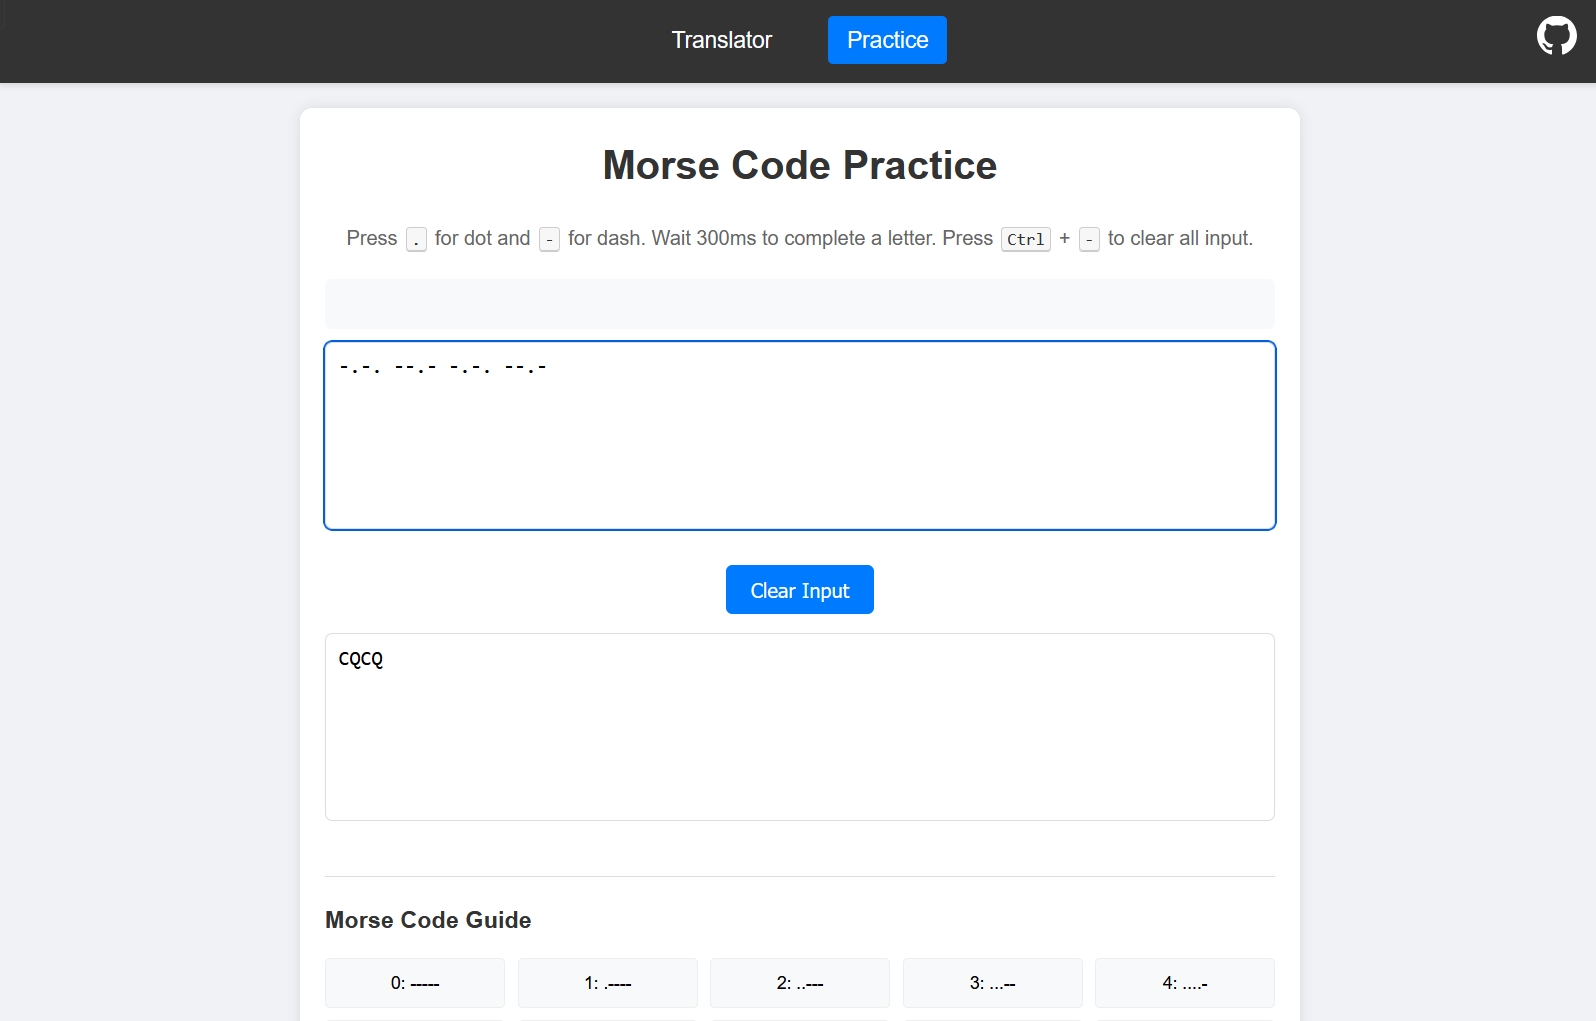 Translator Practice
Morse Code Practice
Press . for dot and - for dash. Wait 300ms to complete a letter. Press Ctrl + - to clear all input.
-.-. --.- -.-. --.-
Clear Input
CQCQ
Morse Code Guide
0: ----- 1: .---- 2: ..--- 3: ...-- 4: ....-